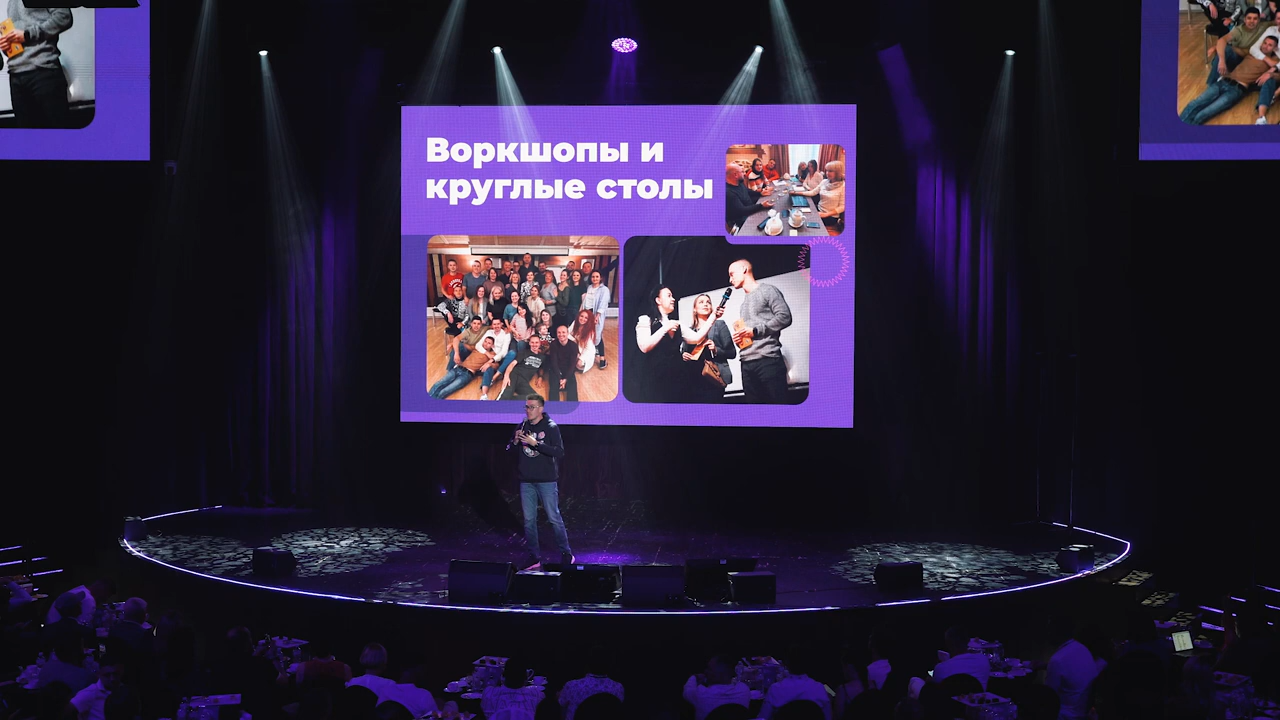 Воркшопы и
круглые столы